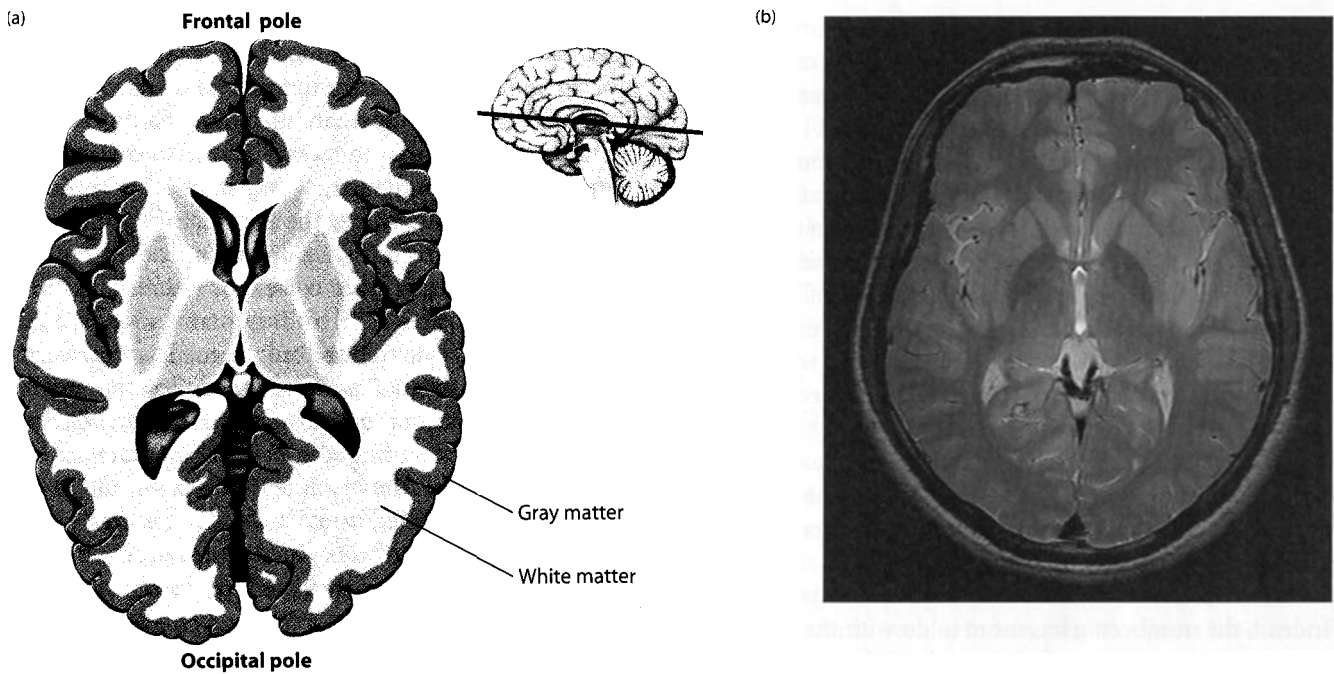 (a)
Frontal pole
Gray matter
White matter
Occipital pole
(b)